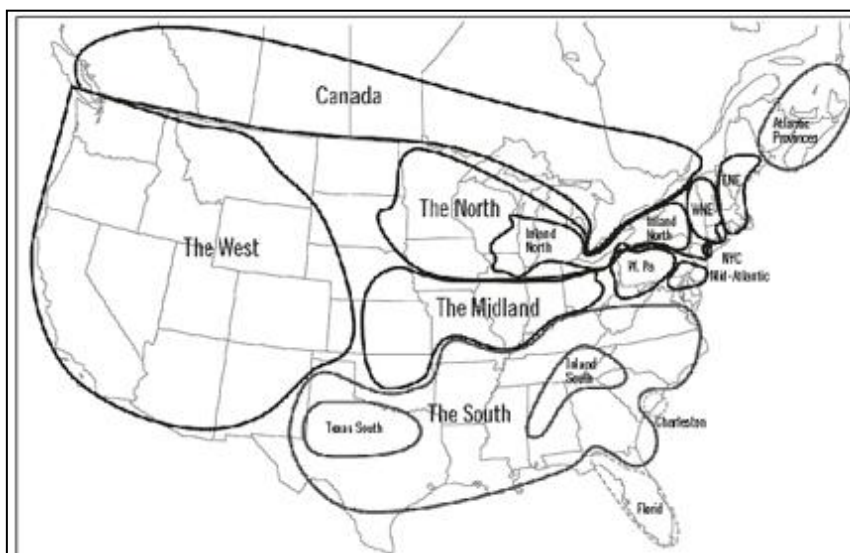 Canada
Atlantic
Provinces
ENE
WNE
The North
Inland
North
Inland
North
The West
NYC
W. Pa
Mid-Atlantic
The Midland
Inland
South
The South
Texas South
Charleston
Florid